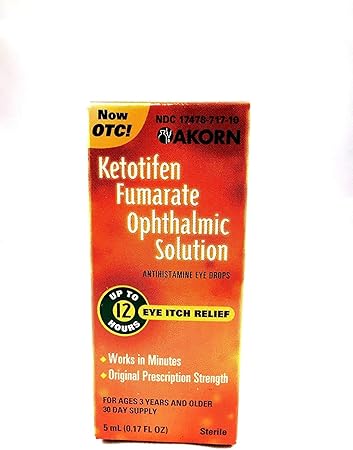 Now
OTC!
NDC 17478-717-10
AKORN
Ketotifen
Fumarate
Ophthalmic
Solution
ANTIHISTAMINE EYE DROPS
UP TO
12
HOURS
EYE ITCH RELIEF
Works in Minutes
Original Prescription Strength
FOR AGES 3 YEARS AND OLDER
30 DAY SUPPLY
5 mL (0.17 FL OZ)
Sterile